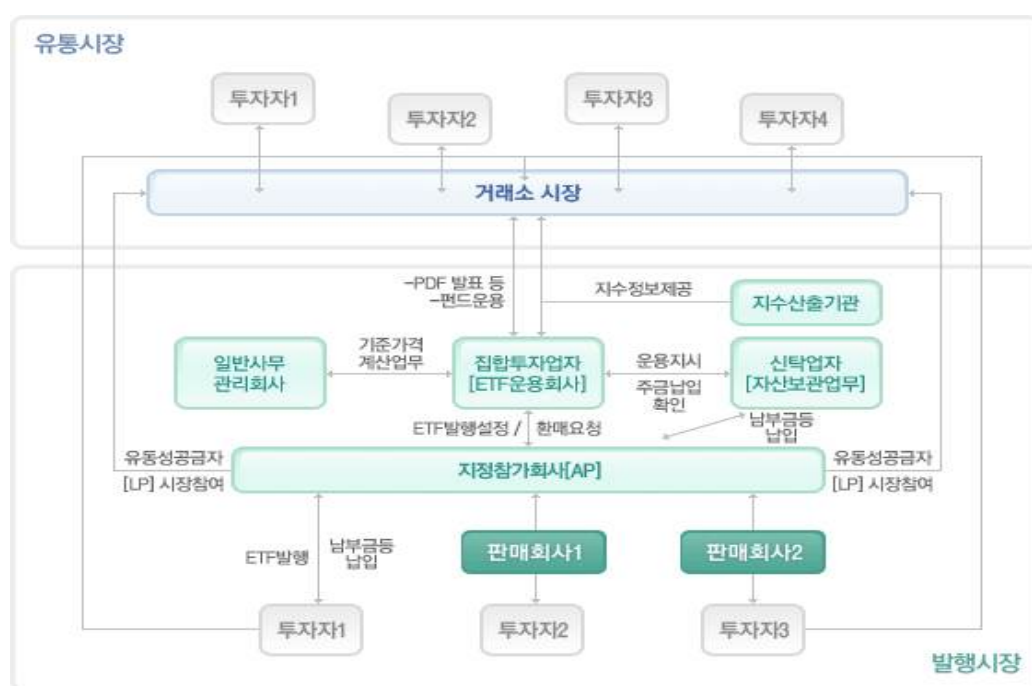 유통시장
투자자1
투자자2
투자자3
투자자4
거래소 시장
-PDF 발표 등
-펀드운용
지수정보제공
지수산출기관
일반사무
관리회사
기준가격
계산업무
집합투자업자
[ETF운용회사]
운용지시
주금납입
확인
신탁업자
[자산보관업무]
ETF발행설정 / 환매요청
남부금등
납입
유동성공급자
[LP] 시장참여
지정참가회사[AP]
유동성공급자
[LP] 시장참여
ETF발행
남부금등
납입
판매회사1
판매회사2
투자자1
투자자2
투자자3
발행시장